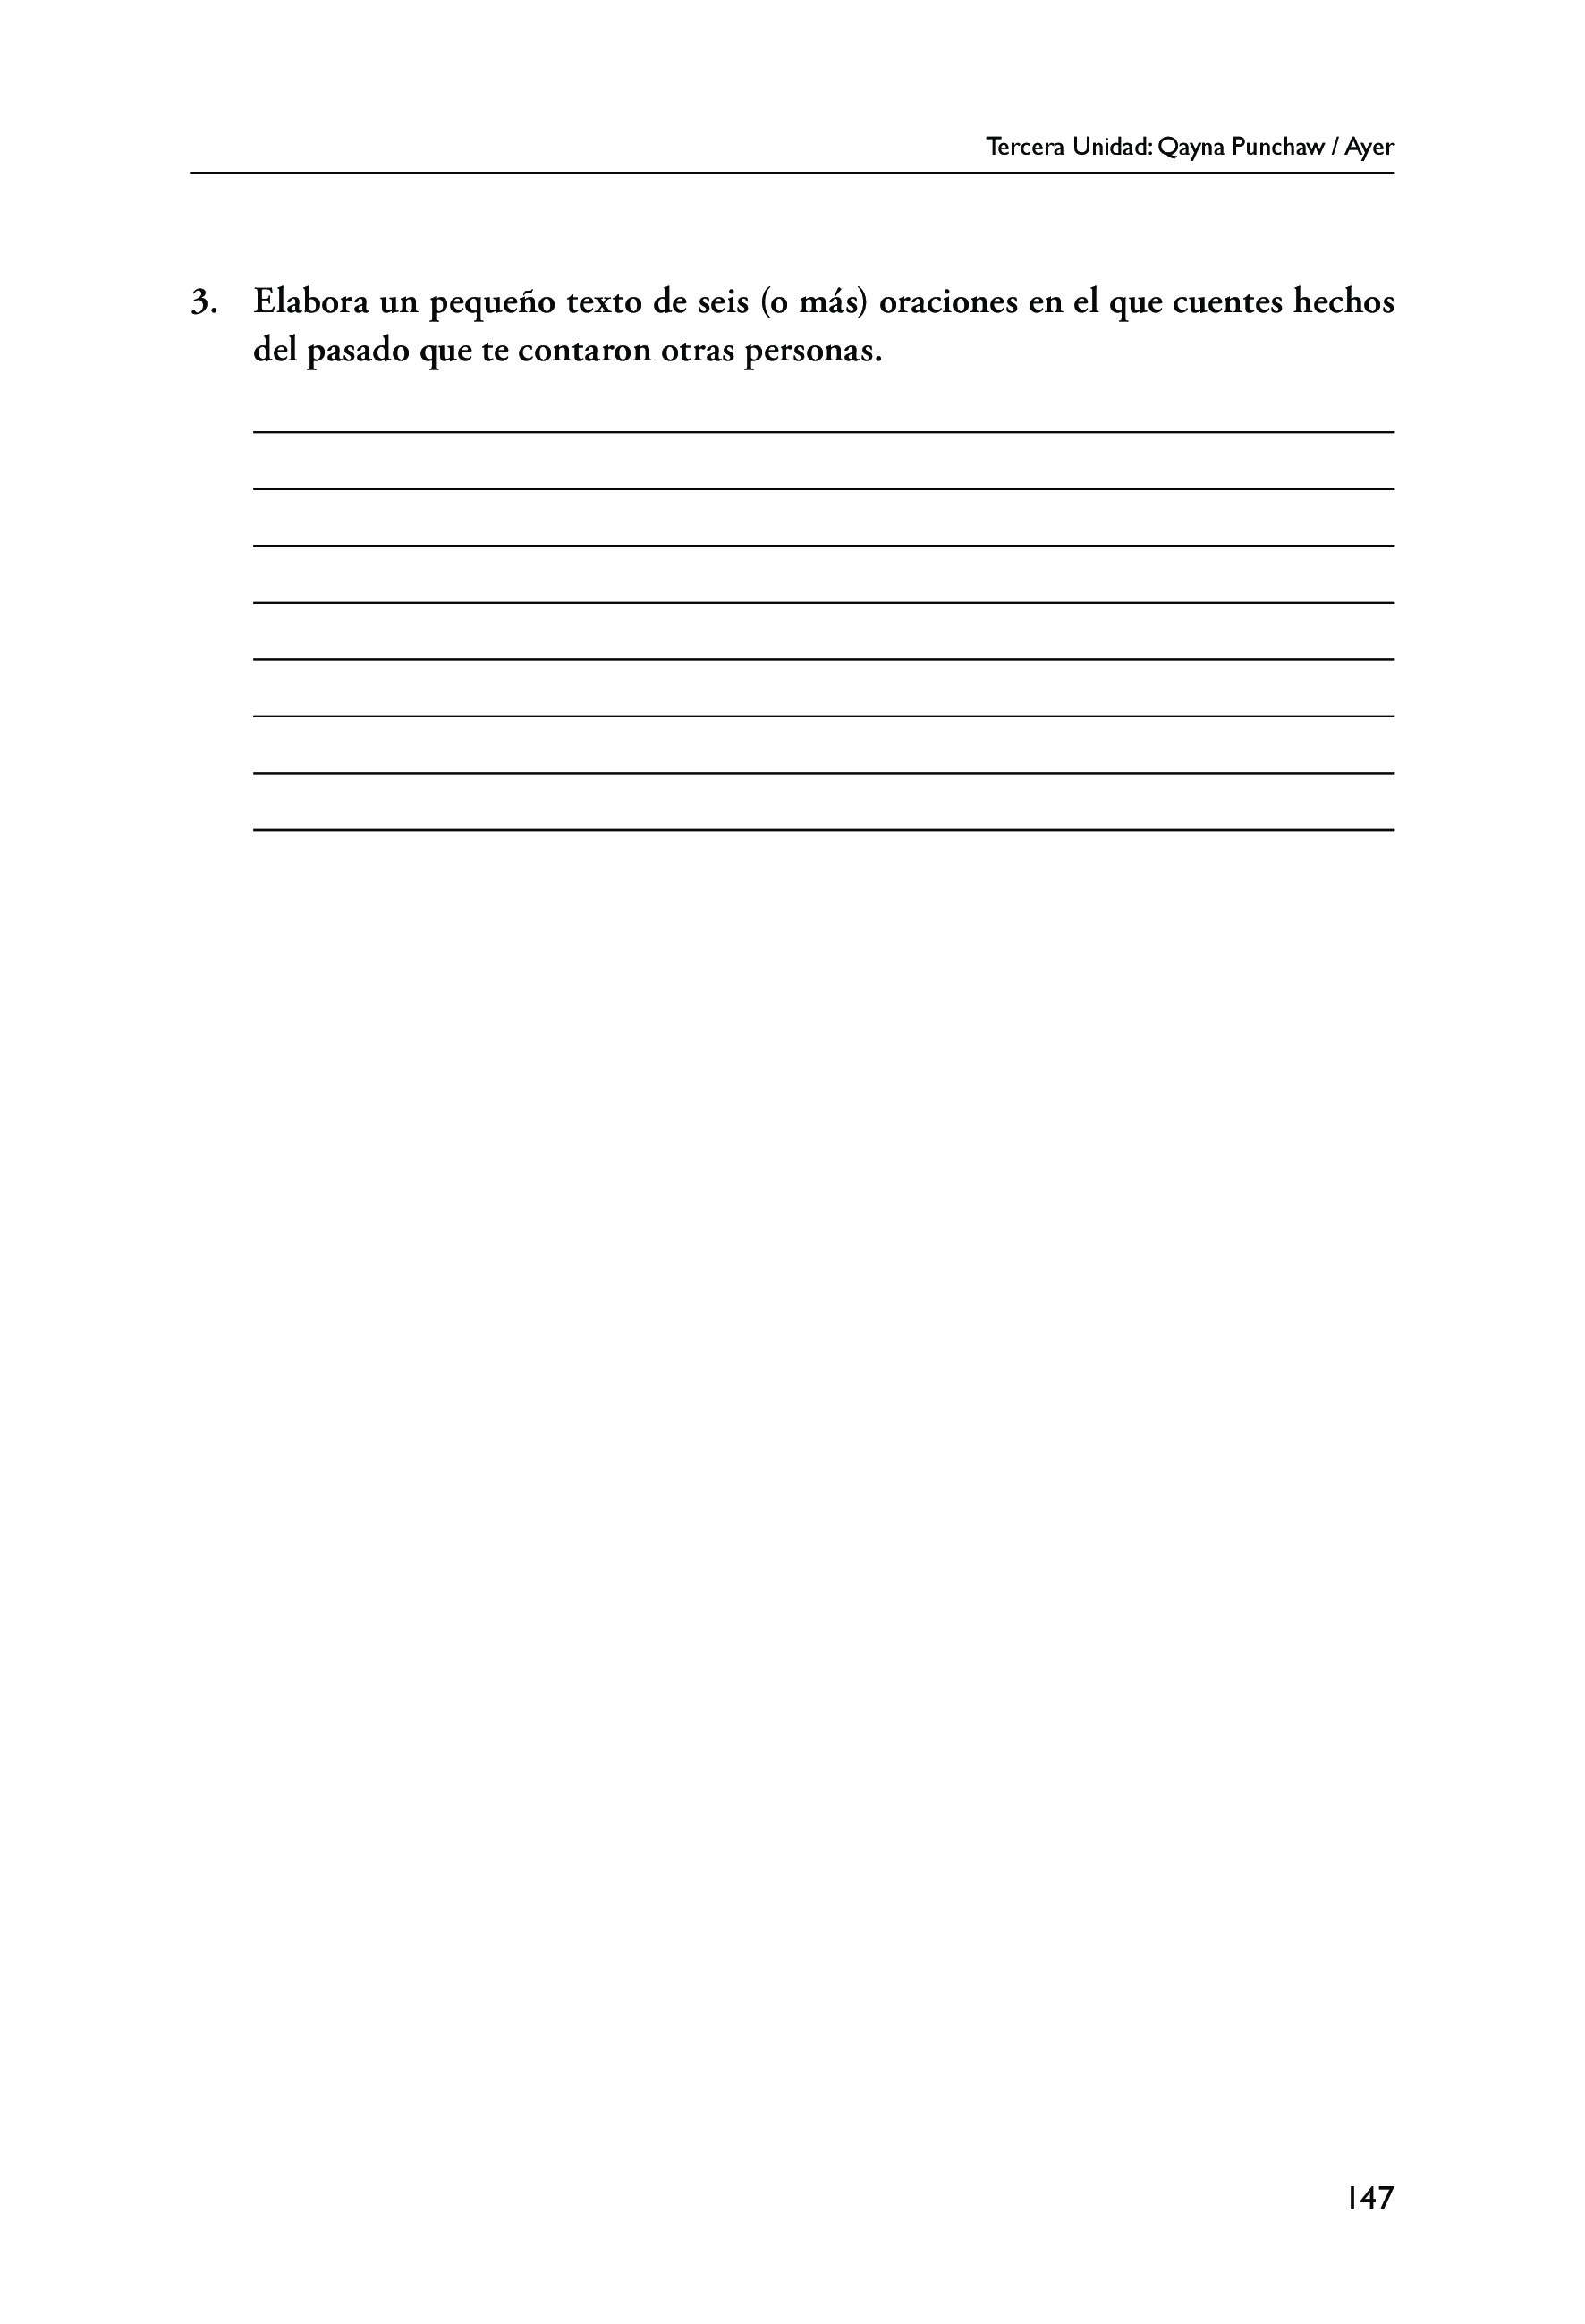 Tercera Unidad: Qayna Punchaw / Ayer
3. Elabora un pequeño texto de seis (o más) oraciones en el que cuentes hechos
del pasado que te contaron otras personas.
147